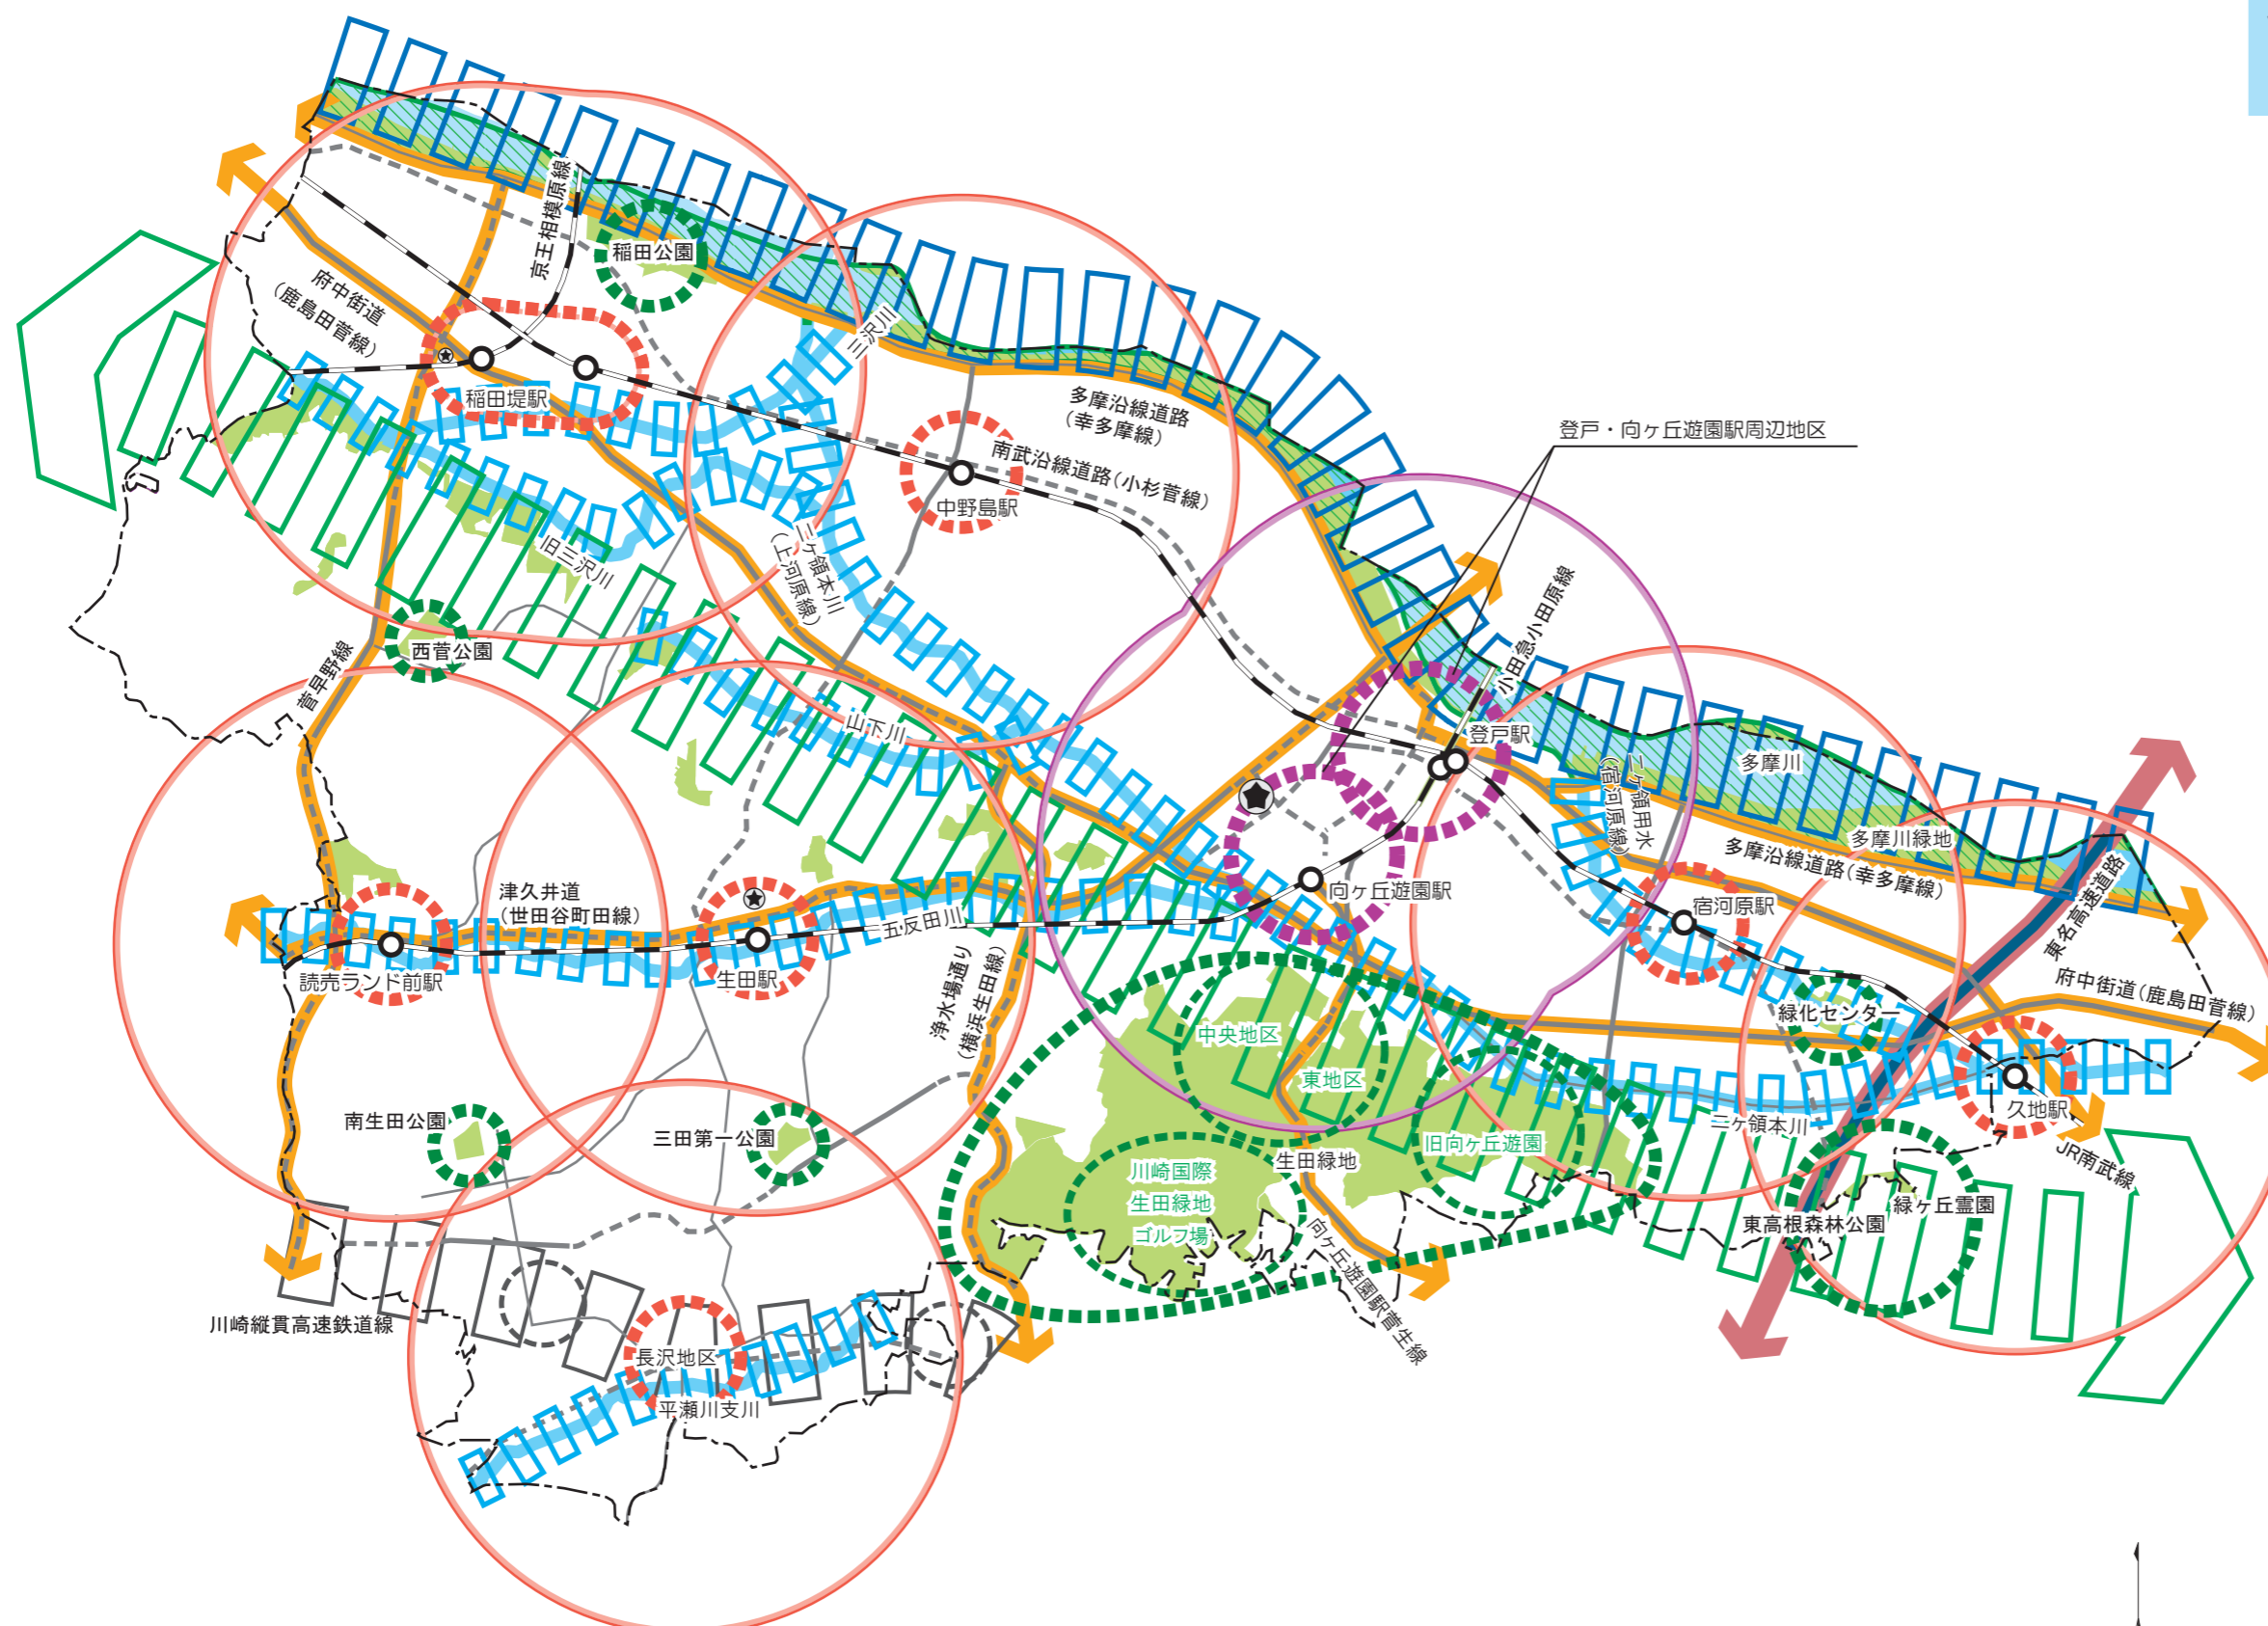 京王相模原線
稲田公園
府中街道
（鹿島田菅線）
三沢川
稲田堤駅
多摩沿線道路
（幸多摩線）
登戸・向ヶ丘遊園駅周辺地区
南武沿線道路（小杉菅線）
中野島駅
旧三沢川
二ヶ領本川
（上河原線）
小田急小田原線
西菅公園
菅早野線
山下川
登戸駅
多摩川
二ケ領用水
（宿河原線）
多摩川緑地
多摩沿線道路（幸多摩線）
東名高速道路
津久井道
（世田谷町田線）
向ヶ丘遊園駅
宿河原駅
五反田川
読売ランド前駅
生田駅
浄水場通り
（横浜生田線）
府中街道（鹿島田菅線）
緑化センター
中央地区
東地区
久地駅
二ヶ領本川
南生田公園
三田第一公園
旧向ヶ丘遊園
生田緑地
JR南武線
川崎国際
生田緑地
ゴルフ場
緑ヶ丘霊園
東高根森林公園
向ヶ丘遊園駅菅生線
川崎縦貫高速鉄道線
長沢地区
平瀬川支川